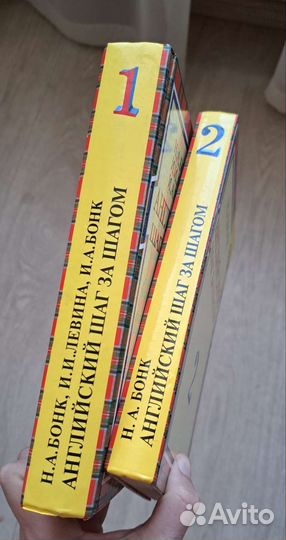 1
Н.А.БОНК, И.И.ЛЕВИНА, И.А.БОНК
АНГЛИЙСКИЙ ШАГ ЗА ШАГОМ
2
Н. А. БОНК
АНГЛИЙСКИЙ ШАГ ЗА ШАГОМ
Avito